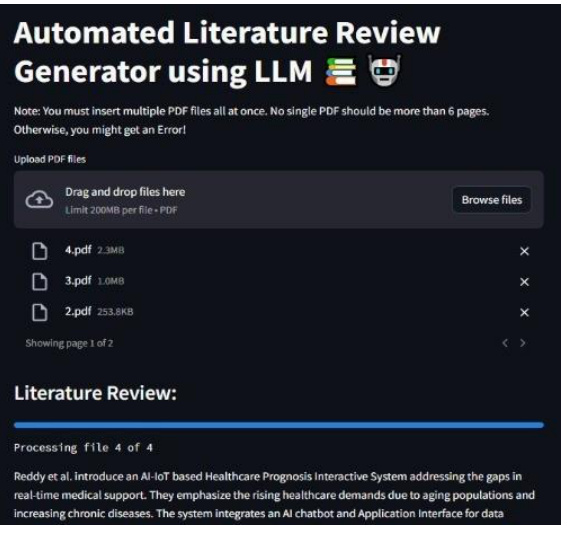 Automated Literature Review
Generator using LLM 📚 🤖
Note: You must insert multiple PDF files all at once. No single PDF should be more than 6 pages.
Otherwise, you might get an Error!
Upload PDF files
Drag and drop files here
Limit 200MB per file • PDF
Browse files
4.pdf 2.3MB
3.pdf 1.0MB
2.pdf 253.8KB
Showing page 1 of 2
Literature Review:
Processing file 4 of 4
Reddy et al. introduce an AI-IoT based Healthcare Prognosis Interactive System addressing the gaps in
real-time medical support. They emphasize the rising healthcare demands due to aging populations and
increasing chronic diseases. The system integrates an AI chatbot and Application Interface for data